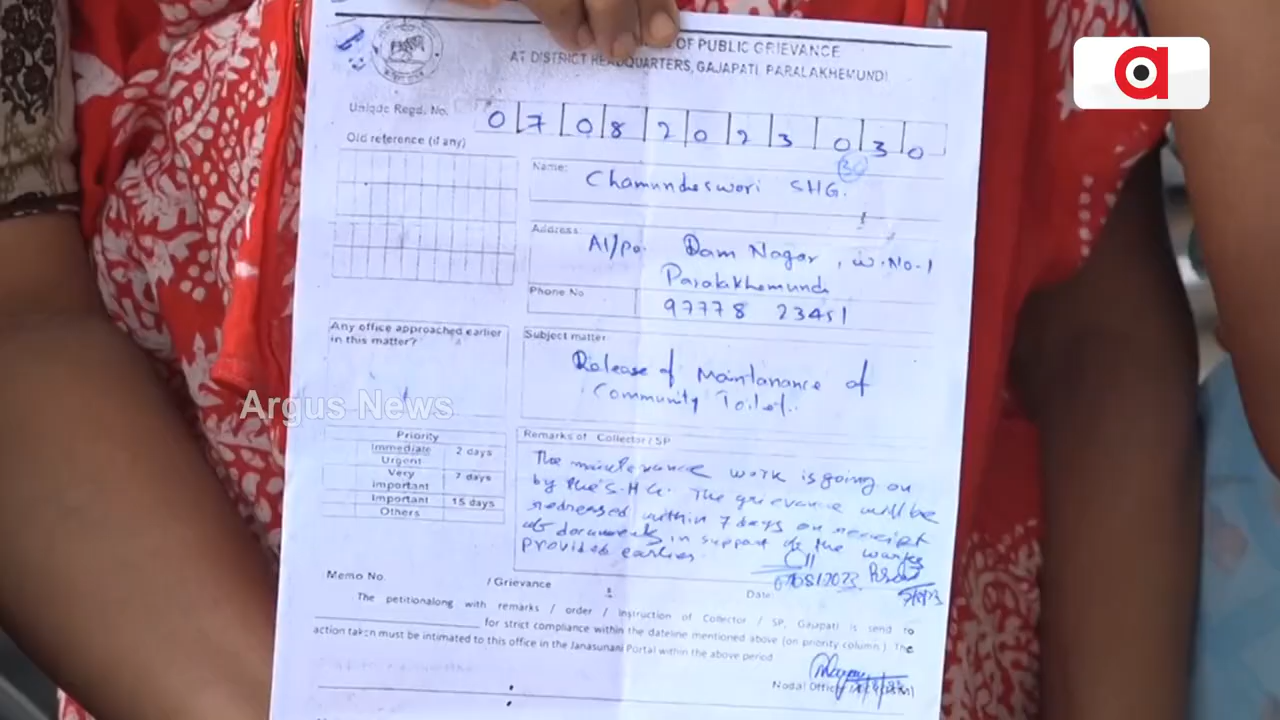 OF PUBLIC GRIEVANCE
AT DISTRICT HEADQUARTERS, GAJAPATI, PARALAKHEMUNDI
Unique Regd. No.
0 7 0 8 2 0 2 3 0 3 0
30
Old reference (if any)
Name:
Chamundeswori SHG.
Address:
At/po. Dam Nagar, W.No-1
Paralakhemundi
Phone No
97778 23451
Any office approached earlier
in this matter?
Subject matter
Release of Maintanance of
Community Toilet.
Argus News
Priority
Immediate Urgent 2 days
Very Important 7 days
Important 15 days
Others
Remarks of Collector/SP
The maintenance work is going on
by the S.H.G. The grievance will be
redressed within 7 days on receipt
of documents in support of the works
provided earlier
07/08/2023
Date
Memo No. / Grievance
The petitionalong with remarks / order / Instruction of Collector / SP, Gajapati is send to
for strict compliance within the dateline mentioned above (on priority column). The
action taken must be intimated to this office in the Janasunani Portal within the above period
Nodal Officer